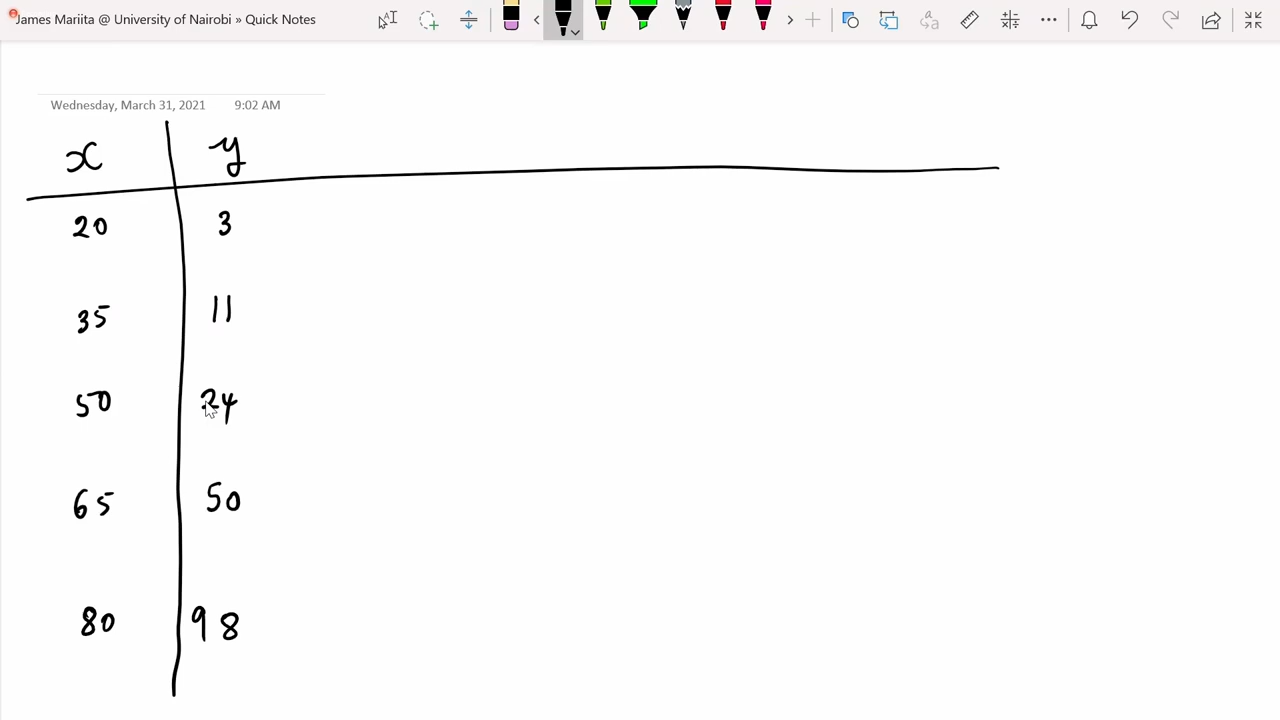 James Mariita @ University of Nairobi » Quick Notes
Wednesday, March 31, 2021 9:02 AM
x y
20 3
35 11
50 24
65 50
80 98